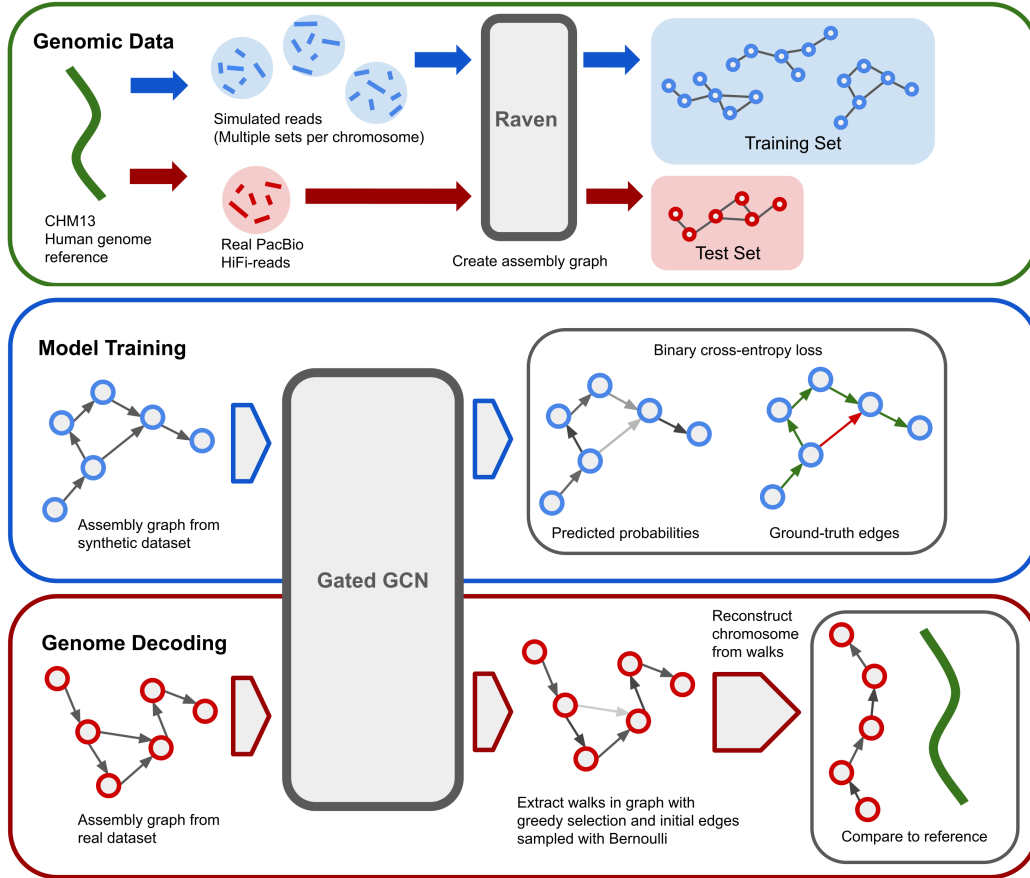 Genomic Data
Simulated reads
(Multiple sets per chromosome)
Raven
Training Set
CHM13
Human genome
reference
Real PacBio
HiFi-reads
Create assembly graph
Test Set
Model Training
Binary cross-entropy loss
Assembly graph from
synthetic dataset
Predicted probabilities
Ground-truth edges
Gated GCN
Genome Decoding
Reconstruct
chromosome
from walks
Assembly graph from
real dataset
Extract walks in graph with
greedy selection and initial edges
sampled with Bernoulli
Compare to reference